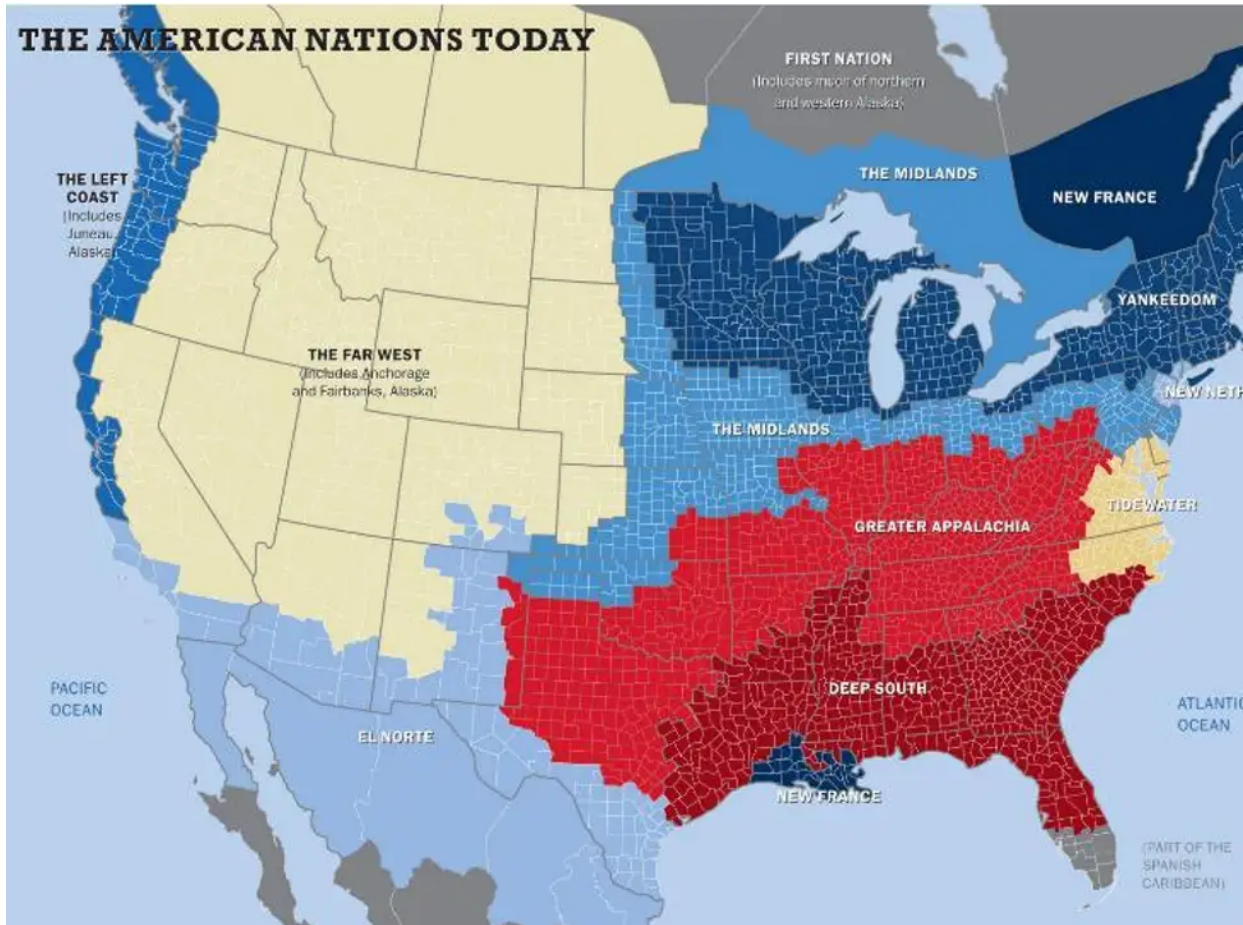 THE AMERICAN NATIONS TODAY
FIRST NATION
(Includes much of northern
and western Alaska)
THE LEFT
COAST
(Includes
Juneau,
Alaska)
THE MIDLANDS
NEW FRANCE
YANKEEDOM
THE FAR WEST
(Includes Anchorage
and Fairbanks, Alaska)
NEW NETH
THE MIDLANDS
TIDEWATER
GREATER APPALACHIA
PACIFIC
OCEAN
DEEP SOUTH
ATLANTIC
OCEAN
EL NORTE
NEW FRANCE
(PART OF THE
SPANISH
CARIBBEAN)